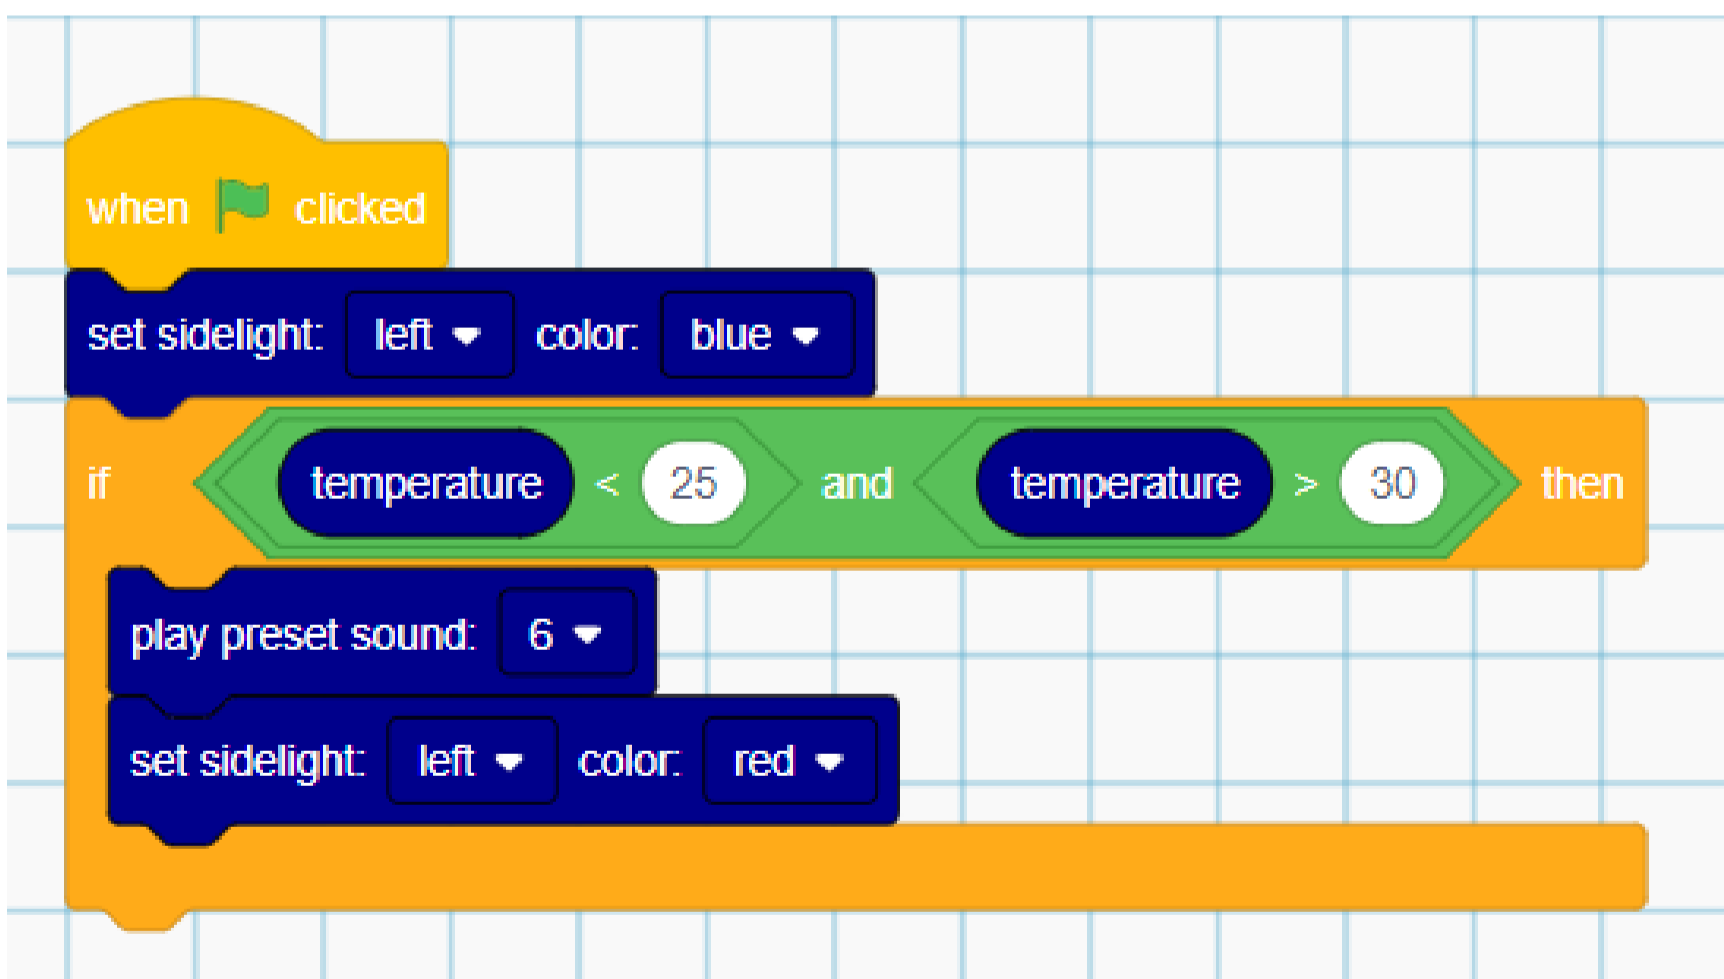 when clicked
set sidelight: left color: blue
if temperature < 25 and temperature > 30 then
play preset sound: 6
set sidelight: left color: red